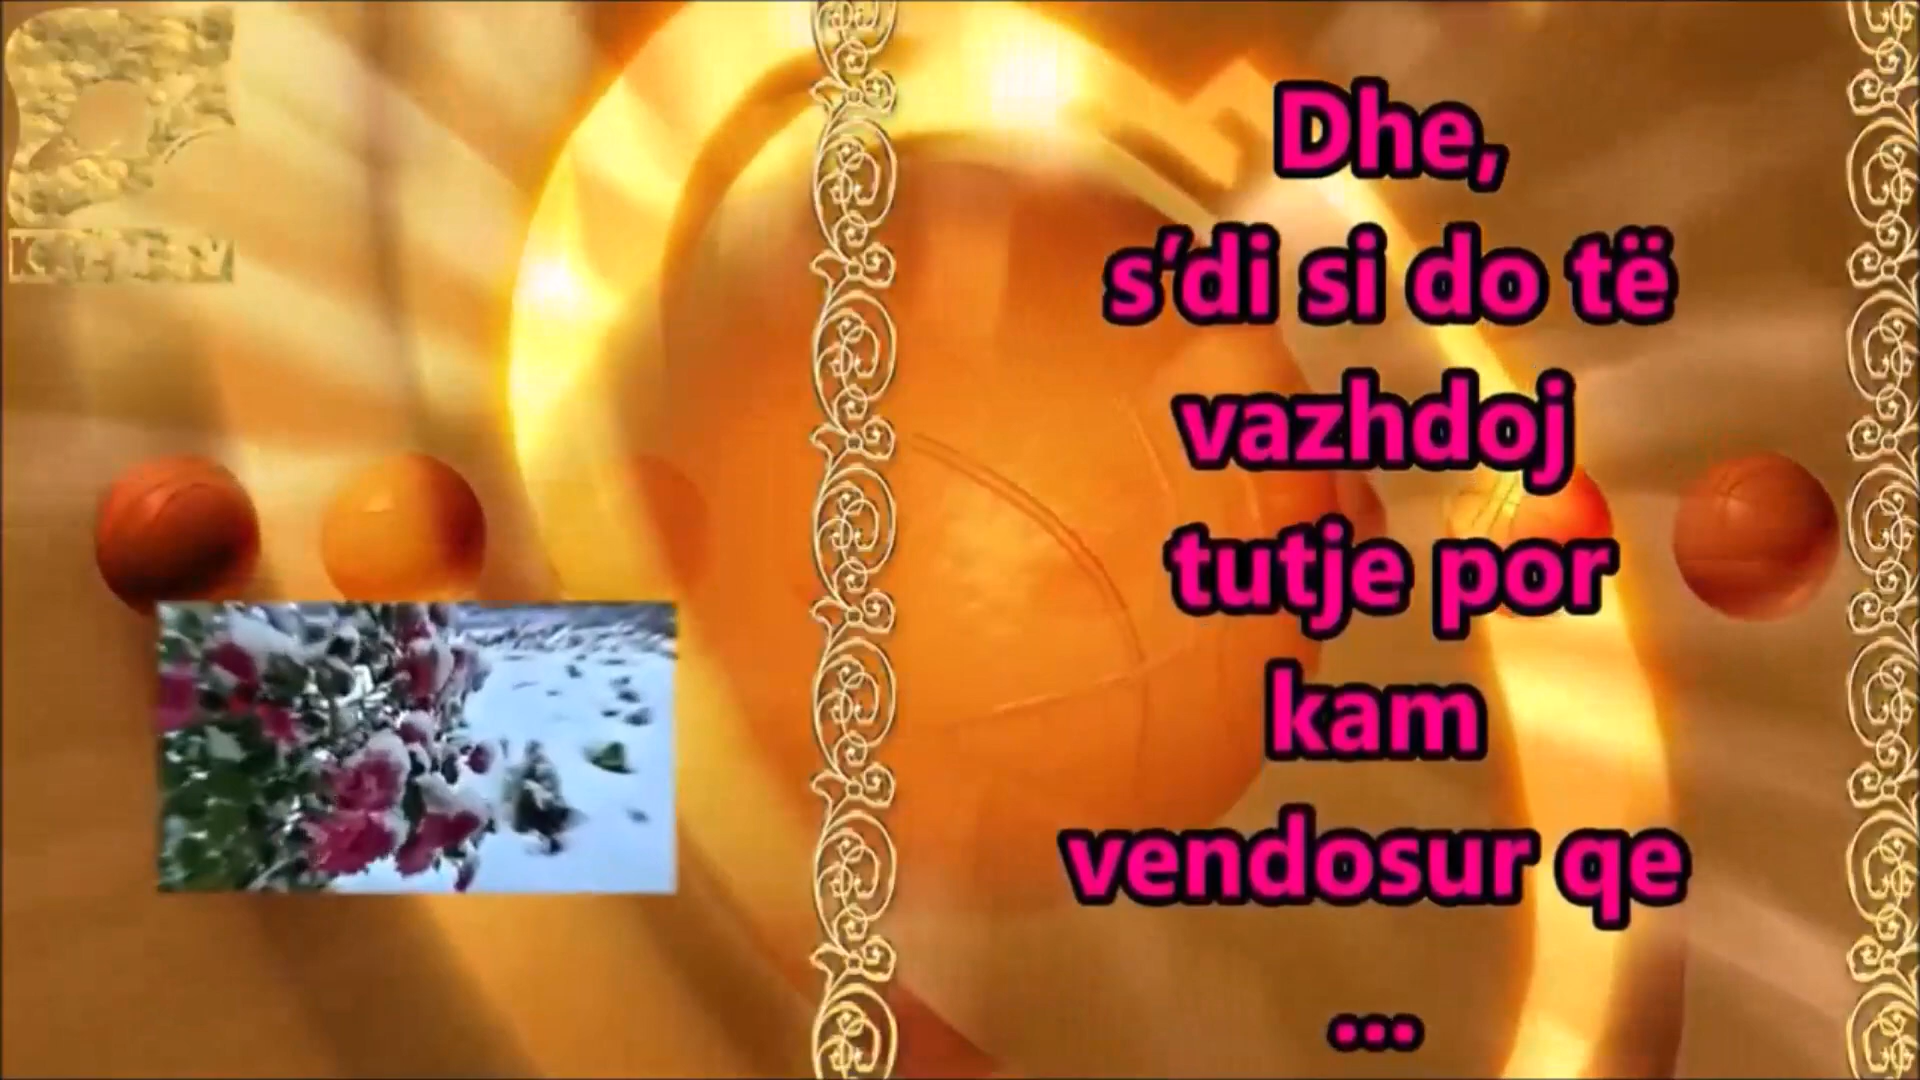 Dhe,
s’di si do të
vazhdoj
tutje por
kam
vendosur qe
...